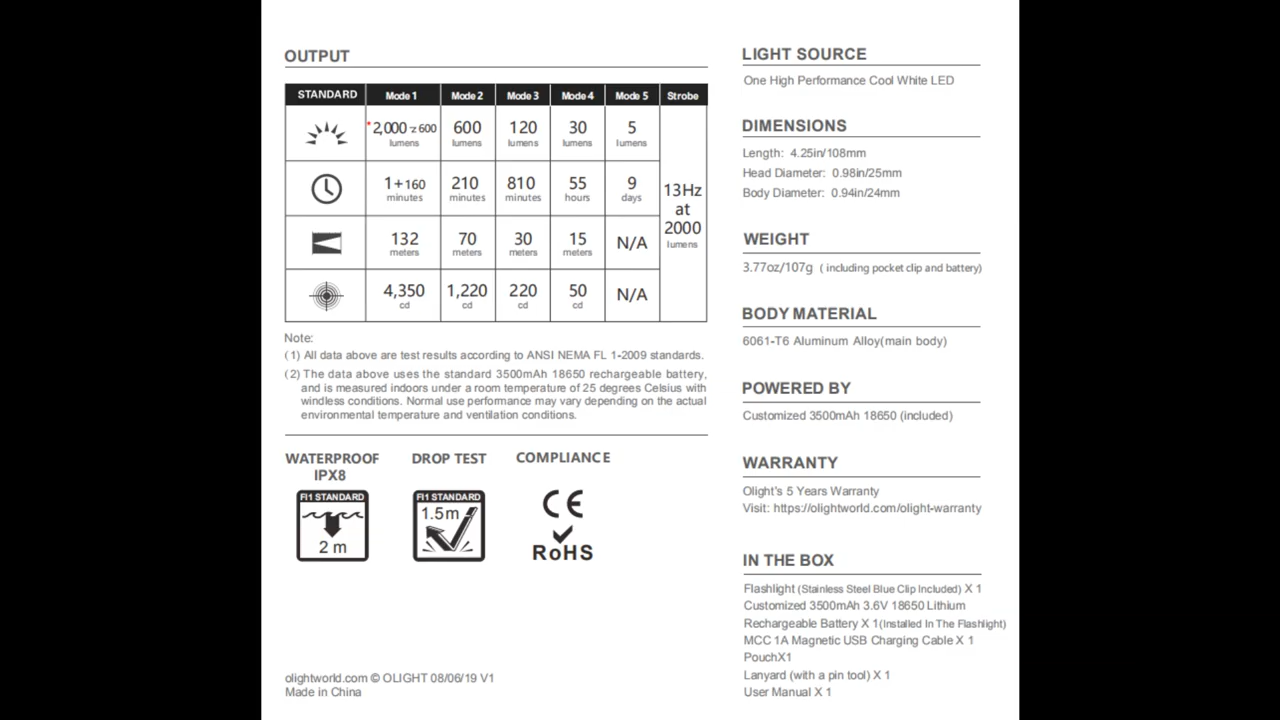 OUTPUT
STANDARD Mode 1 Mode 2 Mode 3 Mode 4 Mode 5 Strobe
*2,000 ~ 600 lumens 600 lumens 120 lumens 30 lumens 5 lumens
1+160 minutes 210 minutes 810 minutes 55 hours 9 days
132 meters 70 meters 30 meters 15 meters N/A
4,350 cd 1,220 cd 220 cd 50 cd N/A
13Hz
at
2000
lumens
Note:
(1) All data above are test results according to ANSI NEMA FL 1-2009 standards.
(2) The data above uses the standard 3500mAh 18650 rechargeable battery,
and is measured indoors under a room temperature of 25 degrees Celsius with
windless conditions. Normal use performance may vary depending on the actual
environmental temperature and ventilation conditions.
WATERPROOF
IPX8
Fl1 STANDARD
2 m
DROP TEST
Fl1 STANDARD
1.5m
COMPLIANCE
CE
RoHS
olightworld.com © OLIGHT 08/06/19 V1
Made in China
LIGHT SOURCE
One High Performance Cool White LED
DIMENSIONS
Length: 4.25in/108mm
Head Diameter: 0.98in/25mm
Body Diameter: 0.94in/24mm
WEIGHT
3.77oz/107g ( including pocket clip and battery)
BODY MATERIAL
6061-T6 Aluminum Alloy(main body)
POWERED BY
Customized 3500mAh 18650 (included)
WARRANTY
Olight's 5 Years Warranty
Visit: https://olightworld.com/olight-warranty
IN THE BOX
Flashlight (Stainless Steel Blue Clip Included) X 1
Customized 3500mAh 3.6V 18650 Lithium
Rechargeable Battery X 1(Installed In The Flashlight)
MCC 1A Magnetic USB Charging Cable X 1
PouchX1
Lanyard (with a pin tool) X 1
User Manual X 1